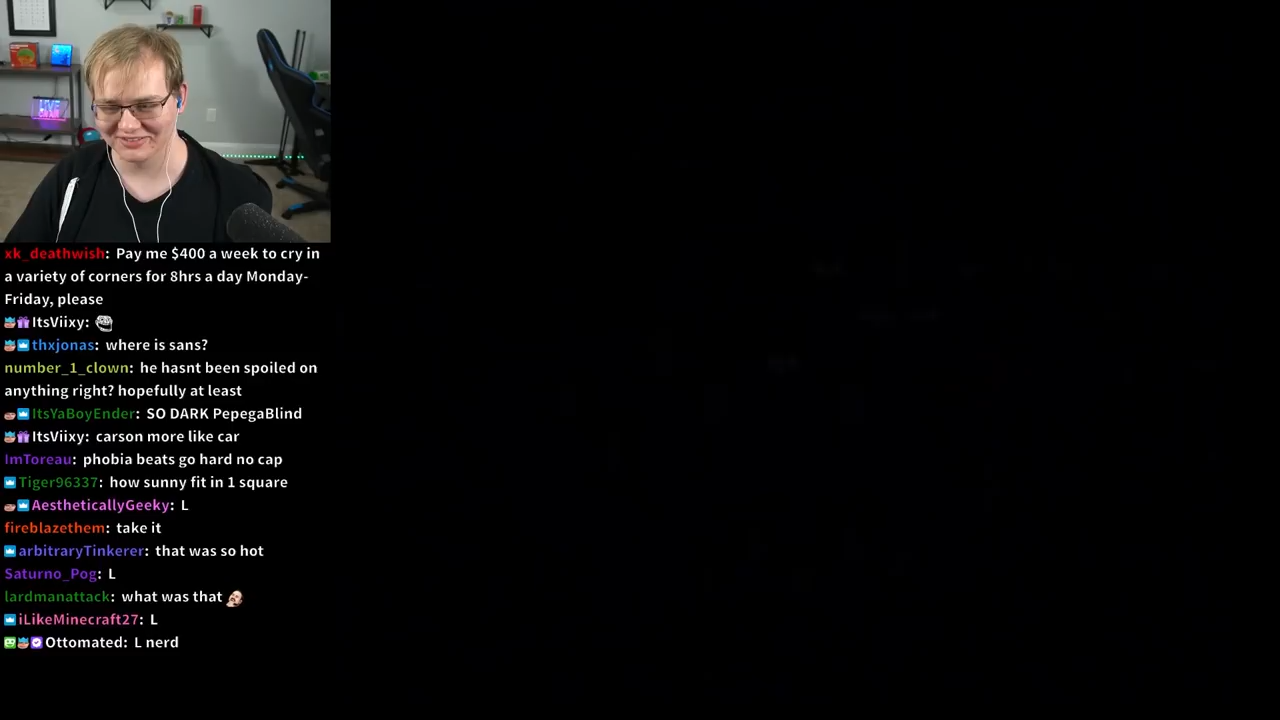 LIVE
ON AIR
xk_deathwish: Pay me $400 a week to cry in
a variety of corners for 8hrs a day Monday-
Friday, please
ItsViixy:
thxjonas: where is sans?
number_1_clown: he hasnt been spoiled on
anything right? hopefully at least
ItsYaBoyEnder: SO DARK PepegaBlind
ItsViixy: carson more like car
ImToreau: phobia beats go hard no cap
Tiger96337: how sunny fit in 1 square
AestheticallyGeeky: L
fireblazethem: take it
arbitraryTinkerer: that was so hot
Saturno_Pog: L
lardmanattack: what was that
iLikeMinecraft27: L
Ottomated: L nerd